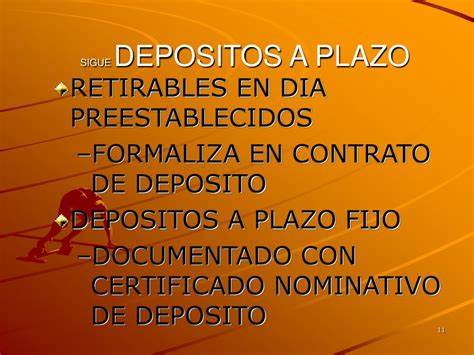 SIGUE DEPOSITOS A PLAZO
RETIRABLES EN DIA
PREESTABLECIDOS
–FORMALIZA EN CONTRATO
DE DEPOSITO
DEPOSITOS A PLAZO FIJO
–DOCUMENTADO CON
CERTIFICADO NOMINATIVO
DE DEPOSITO
11